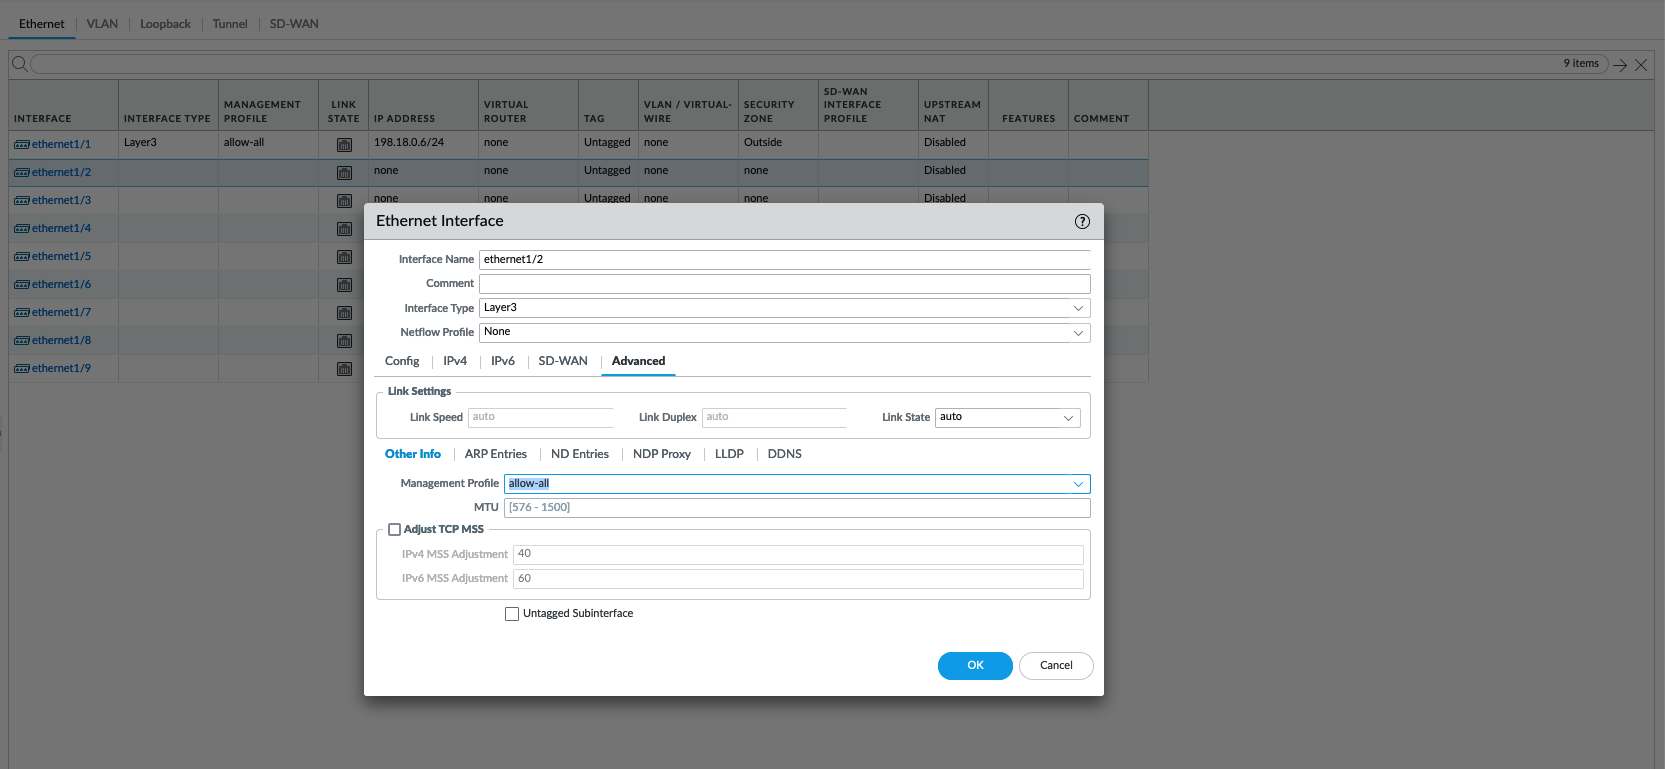 Ethernet VLAN Loopback Tunnel SD-WAN
9 items
INTERFACE INTERFACE TYPE MANAGEMENT PROFILE LINK STATE IP ADDRESS VIRTUAL ROUTER TAG VLAN / VIRTUAL-WIRE SECURITY ZONE SD-WAN INTERFACE PROFILE UPSTREAM NAT FEATURES COMMENT
ethernet1/1 Layer3 allow-all 198.18.0.6/24 none Untagged none Outside Disabled
ethernet1/2 none none Untagged none none Disabled
ethernet1/3 none none Untagged none none Disabled
ethernet1/4
ethernet1/5
ethernet1/6
ethernet1/7
ethernet1/8
ethernet1/9
Ethernet Interface ?
Interface Name ethernet1/2
Comment
Interface Type Layer3
Netflow Profile None
Config IPv4 IPv6 SD-WAN Advanced
Link Settings
Link Speed auto Link Duplex auto Link State auto
Other Info ARP Entries ND Entries NDP Proxy LLDP DDNS
Management Profile allow-all
MTU [576 - 1500]
Adjust TCP MSS
IPv4 MSS Adjustment 40
IPv6 MSS Adjustment 60
Untagged Subinterface
OK Cancel